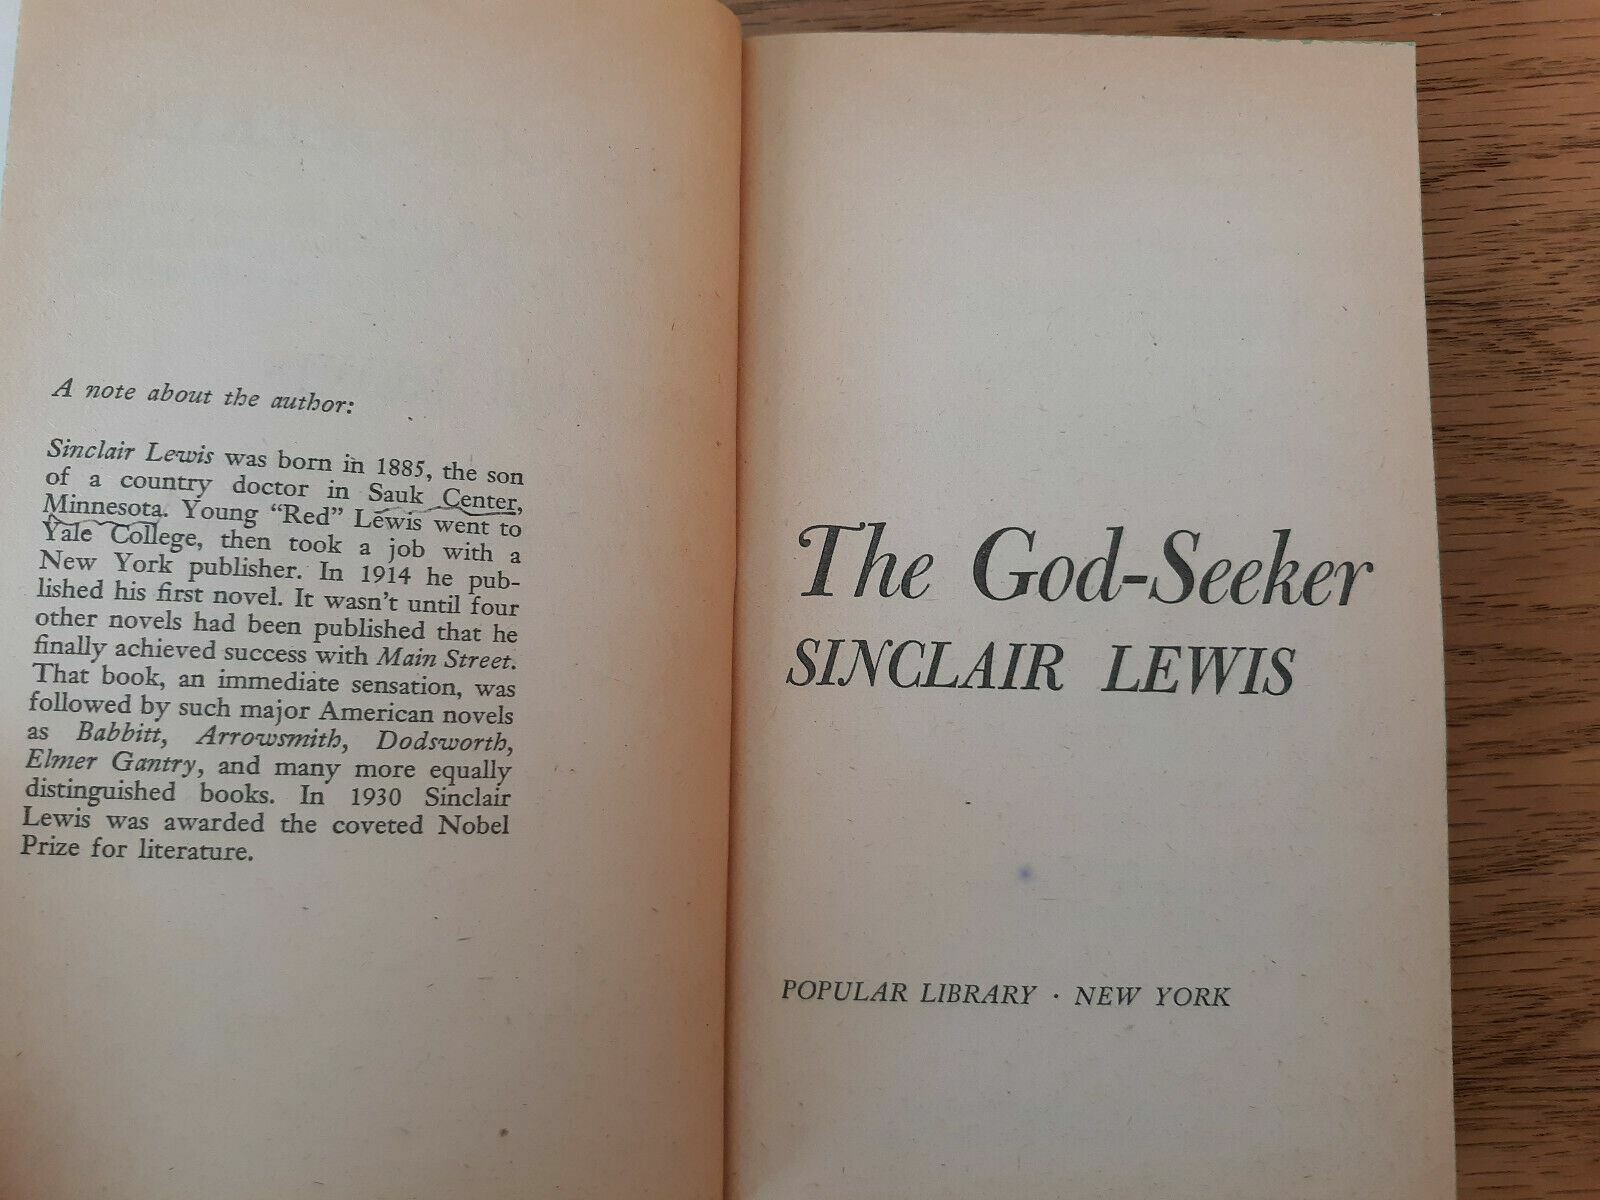 A note about the author:
Sinclair Lewis was born in 1885, the son
of a country doctor in Sauk Center,
Minnesota. Young "Red" Lewis went to
Yale College, then took a job with a
New York publisher. In 1914 he pub-
lished his first novel. It wasn't until four
other novels had been published that he
finally achieved success with Main Street.
That book, an immediate sensation, was
followed by such major American novels
as Babbitt, Arrowsmith, Dodsworth,
Elmer Gantry, and many more equally
distinguished books. In 1930 Sinclair
Lewis was awarded the coveted Nobel
Prize for literature.
The God-Seeker
SINCLAIR LEWIS
POPULAR LIBRARY · NEW YORK